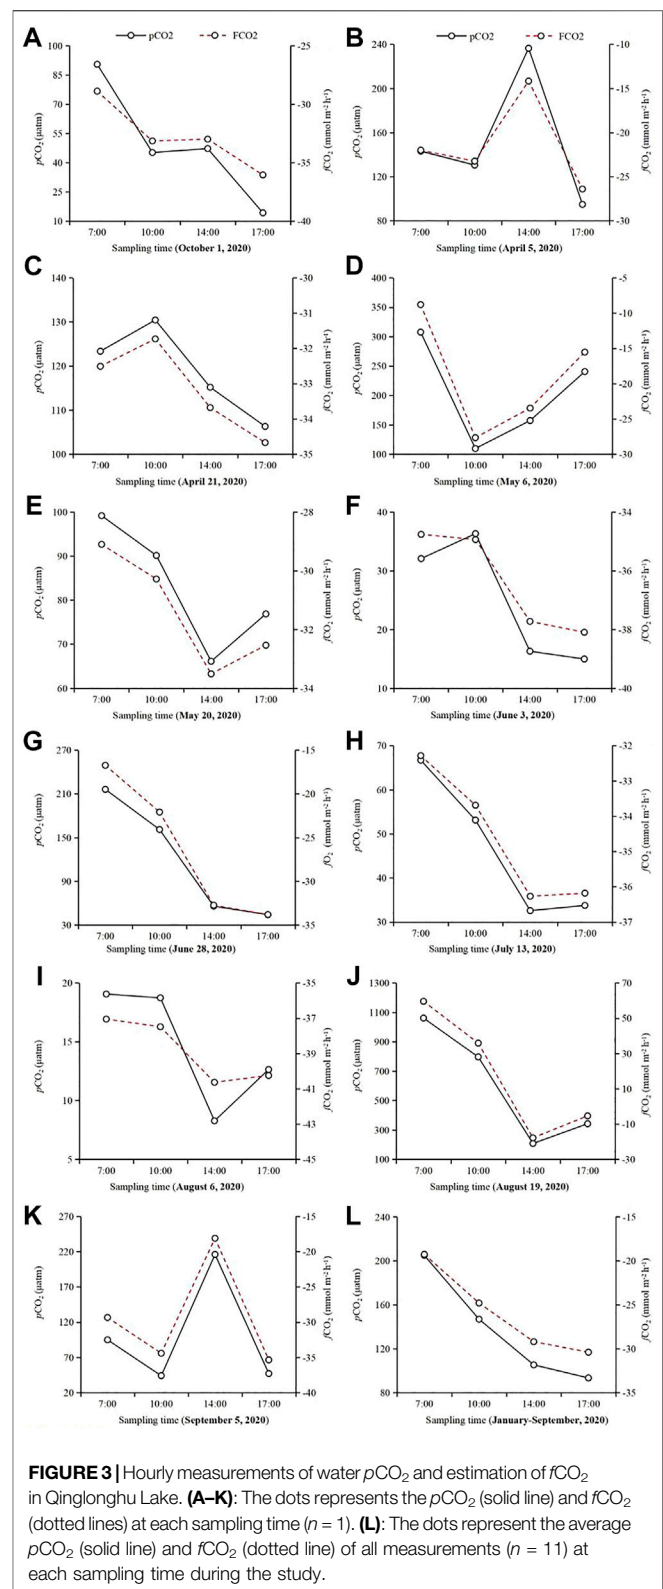 A
pCO2 FCO2
100
85
70
55
40
25
10
pCO2 (μatm)
-25
-30
-35
-40
fCO2 (mmol m-2 h-1)
7:00 10:00 14:00 17:00
Sampling time (October 1, 2020)
B
pCO2 FCO2
240
200
160
120
80
pCO2 (μatm)
-10
-15
-20
-25
-30
fCO2 (mmol m-2 h-1)
7:00 10:00 14:00 17:00
Sampling time (April 5, 2020)
C
140
130
120
110
100
pCO2 (μatm)
-30
-31
-32
-33
-34
-35
fCO2 (mmol m-2 h-1)
7:00 10:00 14:00 17:00
Sampling time (April 21, 2020)
D
400
350
300
250
200
150
100
pCO2 (μatm)
-5
-10
-15
-20
-25
-30
fCO2 (mmol m-2 h-1)
7:00 10:00 14:00 17:00
Sampling time (May 6, 2020)
E
100
90
80
70
60
pCO2 (μatm)
-28
-30
-32
-34
fCO2 (mmol m-2 h-1)
7:00 10:00 14:00 17:00
Sampling time (May 20, 2020)
F
40
30
20
10
pCO2 (μatm)
-34
-36
-38
-40
fCO2 (mmol m-2 h-1)
7:00 10:00 14:00 17:00
Sampling time (June 3, 2020)
G
270
210
150
90
30
pCO2 (μatm)
-15
-20
-25
-30
-35
fO2 (mmol m-2 h-1)
7:00 10:00 14:00 17:00
Sampling time (June 28, 2020)
H
70
60
50
40
30
pCO2 (μatm)
-32
-33
-34
-35
-36
-37
fCO2 (mmol m-2 h-1)
7:00 10:00 14:00 17:00
Sampling time (July 13, 2020)
I
20
15
10
5
pCO2 (μatm)
-35
-37
-39
-41
-43
-45
fCO2 (mmol m-2 h-1)
7:00 10:00 14:00 17:00
Sampling time (August 6, 2020)
J
1300
1100
900
700
500
300
100
pCO2 (μatm)
70
50
30
10
-10
-30
fCO2 (mmol m-2 h-1)
7:00 10:00 14:00 17:00
Sampling time (August 19, 2020)
K
270
220
170
120
70
20
pCO2 (μatm)
-15
-20
-25
-30
-35
-40
fCO2 (mmol m-2 h-1)
7:00 10:00 14:00 17:00
Sampling time (September 5, 2020)
L
240
200
160
120
80
pCO2 (μatm)
-15
-20
-25
-30
-35
fCO2 (mmol m-2 h-1)
7:00 10:00 14:00 17:00
Sampling time (January-September, 2020)
FIGURE 3 | Hourly measurements of water pCO2 and estimation of fCO2
in Qinglonghu Lake. (A–K): The dots represents the pCO2 (solid line) and fCO2
(dotted lines) at each sampling time (n = 1). (L): The dots represent the average
pCO2 (solid line) and fCO2 (dotted line) of all measurements (n = 11) at
each sampling time during the study.